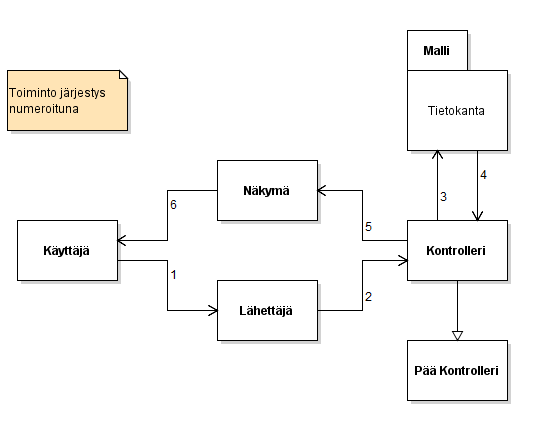 Malli
Toiminto järjestys
numeroituna
Tietokanta
3
4
Näkymä
6
5
Käyttäjä
Kontrolleri
1
2
Lähettäjä
Pää Kontrolleri